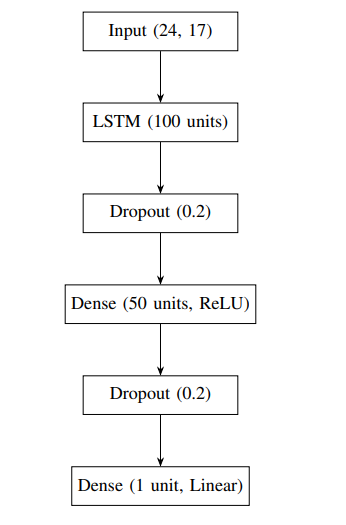 Input (24, 17)
LSTM (100 units)
Dropout (0.2)
Dense (50 units, ReLU)
Dropout (0.2)
Dense (1 unit, Linear)